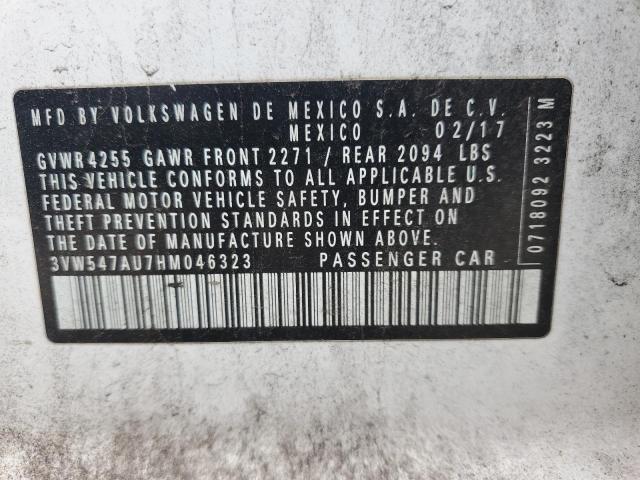 MFD BY VOLKSWAGEN DE MEXICO S.A. DE C.V.
MEXICO 02/17
GVWR 4255 GAWR FRONT 2271 / REAR 2094 LBS
THIS VEHICLE CONFORMS TO ALL APPLICABLE U.S.
FEDERAL MOTOR VEHICLE SAFETY, BUMPER AND
THEFT PREVENTION STANDARDS IN EFFECT ON
THE DATE OF MANUFACTURE SHOWN ABOVE.
3VW547AU7HM046323 PASSENGER CAR
0718092 3223 M